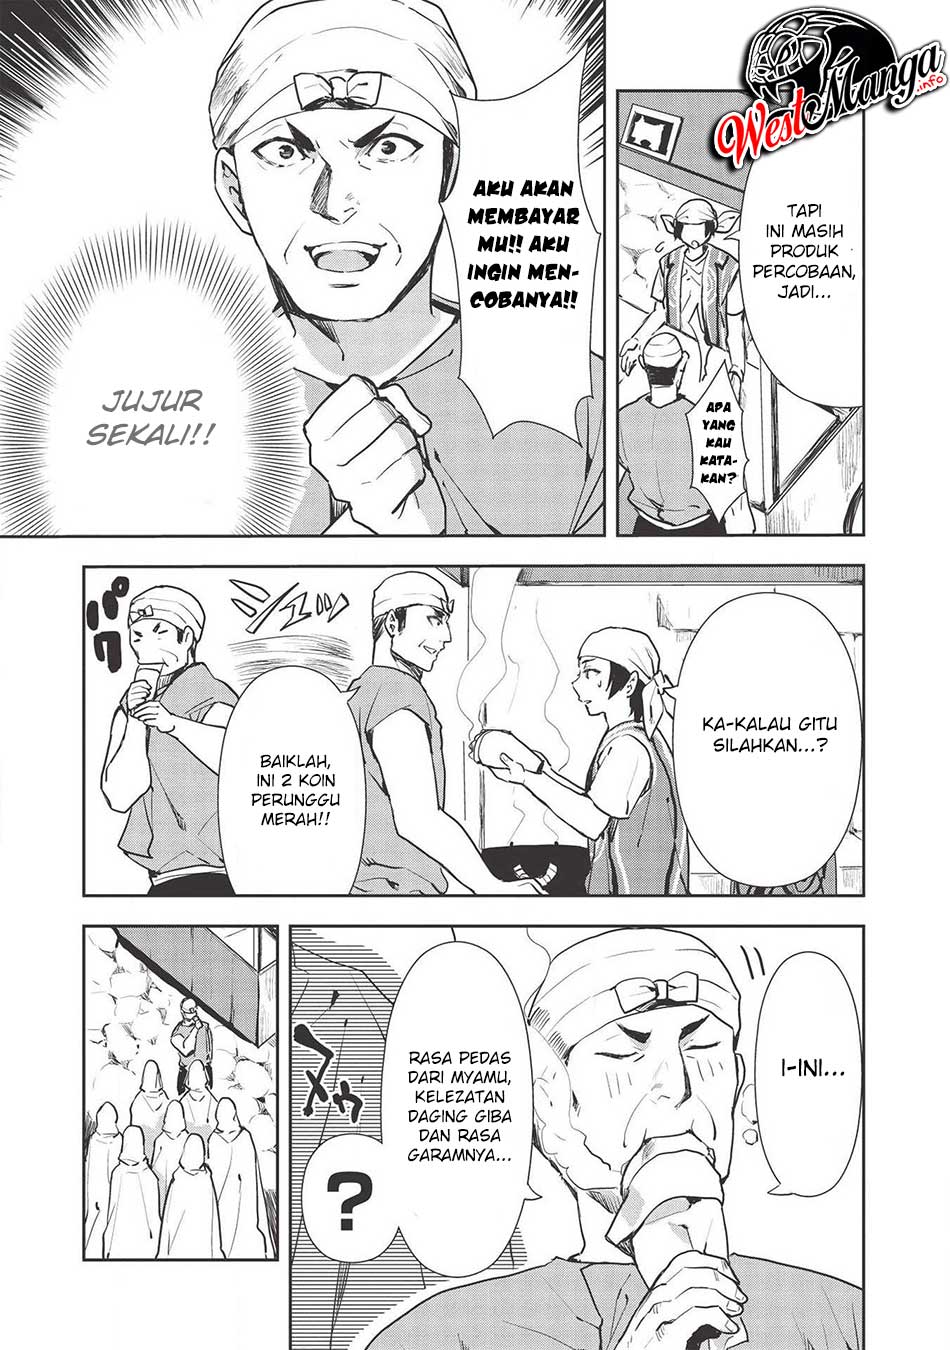 WestManga
.info
TAPI
INI MASIH
PRODUK
PERCOBAAN,
JADI...
APA
YANG
KAU
KATA-
KAN?
AKU AKAN
MEMBAYAR
MU!! AKU
INGIN MEN-
COBANYA!!
JUJUR
SEKALI!!
KA-KALAU GITU
SILAHKAN...?
BAIKLAH,
INI 2 KOIN
PERUNGGU
MERAH!!
パク
I-INI...
RASA PEDAS
DARI MYAMU,
KELEZATAN
DAGING GIBA
DAN RASA
GARAMNYA...
?